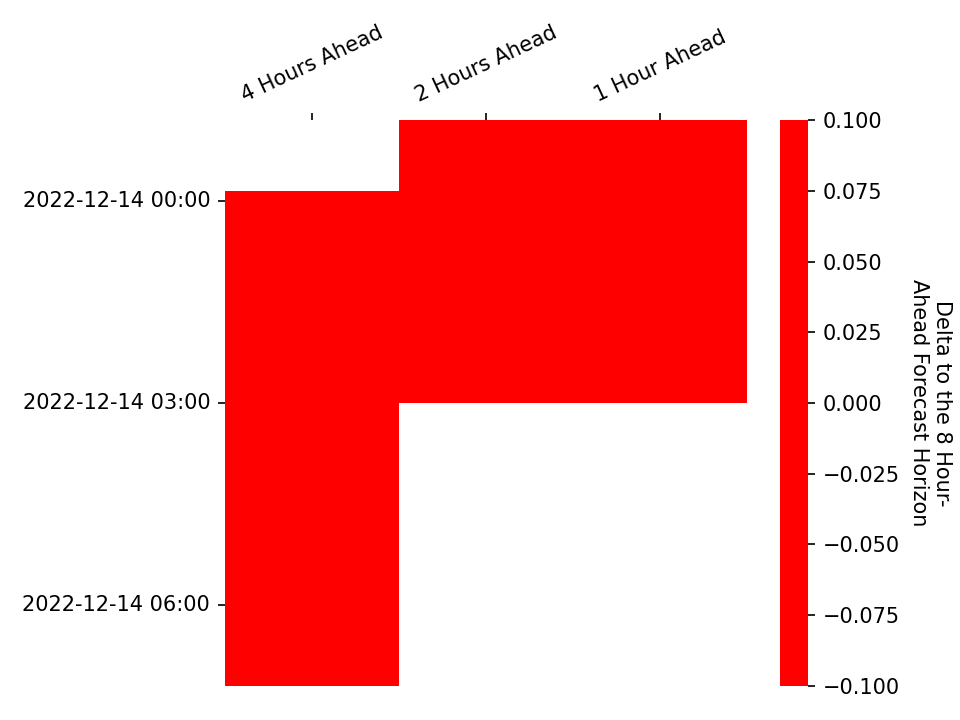 4 Hours Ahead
2 Hours Ahead
1 Hour Ahead
2022-12-14 00:00
2022-12-14 03:00
2022-12-14 06:00
0.100
0.075
0.050
0.025
0.000
−0.025
−0.050
−0.075
−0.100
Delta to the 8 Hour-
Ahead Forecast Horizon